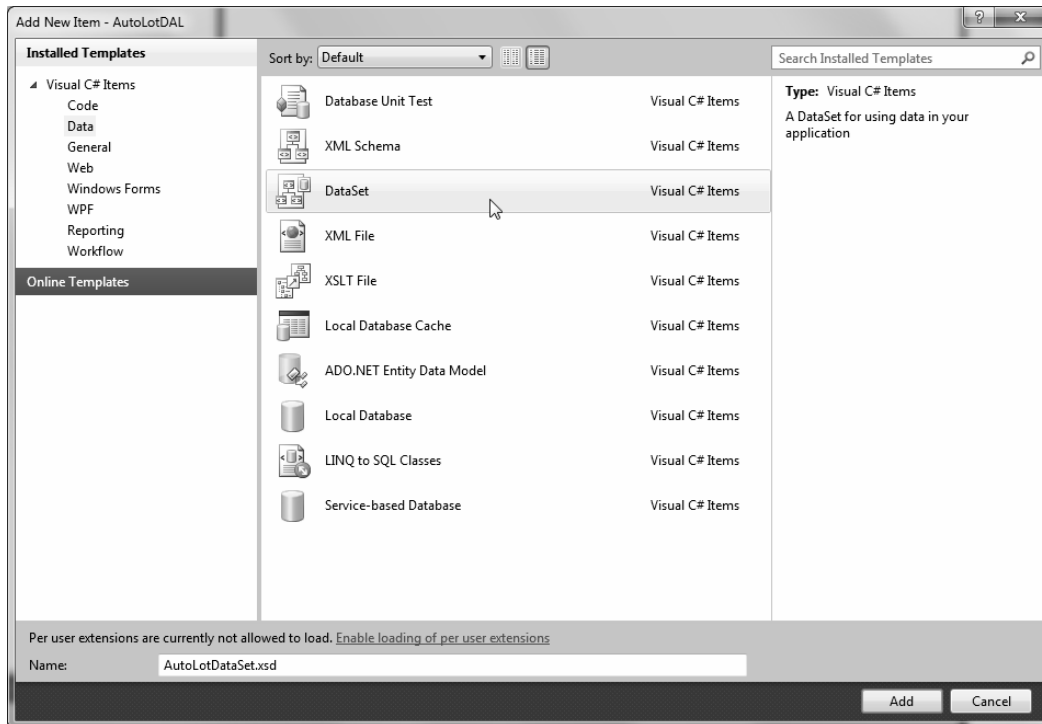 Add New Item - AutoLotDAL
Installed Templates
Visual C# Items
Code
Data
General
Web
Windows Forms
WPF
Reporting
Workflow
Online Templates
Sort by: Default
Database Unit Test Visual C# Items
XML Schema Visual C# Items
DataSet Visual C# Items
XML File Visual C# Items
XSLT File Visual C# Items
Local Database Cache Visual C# Items
ADO.NET Entity Data Model Visual C# Items
Local Database Visual C# Items
LINQ to SQL Classes Visual C# Items
Service-based Database Visual C# Items
Search Installed Templates
Type: Visual C# Items
A DataSet for using data in your
application
Per user extensions are currently not allowed to load. Enable loading of per user extensions
Name: AutoLotDataSet.xsd
Add Cancel